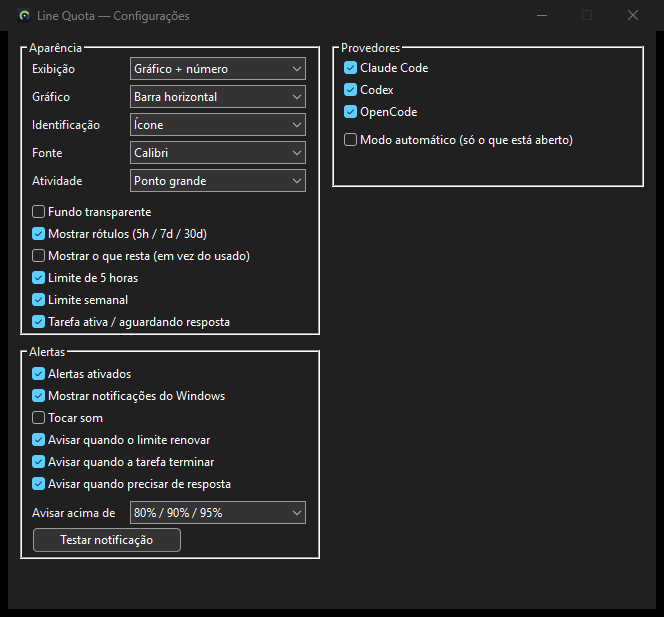 Line Quota — Configurações
Aparência
Exibição Gráfico + número
Gráfico Barra horizontal
Identificação Ícone
Fonte Calibri
Atividade Ponto grande
Fundo transparente
Mostrar rótulos (5h / 7d / 30d)
Mostrar o que resta (em vez do usado)
Limite de 5 horas
Limite semanal
Tarefa ativa / aguardando resposta
Alertas
Alertas ativados
Mostrar notificações do Windows
Tocar som
Avisar quando o limite renovar
Avisar quando a tarefa terminar
Avisar quando precisar de resposta
Avisar acima de 80% / 90% / 95%
Testar notificação
Provedores
Claude Code
Codex
OpenCode
Modo automático (só o que está aberto)